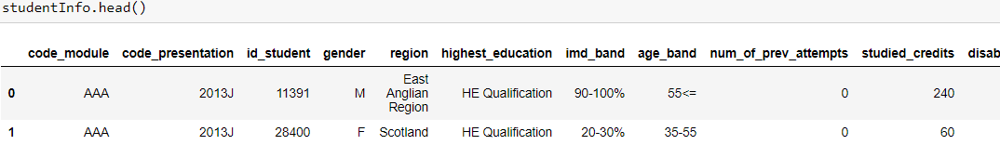 studentInfo.head()
code_module code_presentation id_student gender region highest_education imd_band age_band num_of_prev_attempts studied_credits disab
0 AAA 2013J 11391 M East Anglian Region HE Qualification 90-100% 55<= 0 240
1 AAA 2013J 28400 F Scotland HE Qualification 20-30% 35-55 0 60